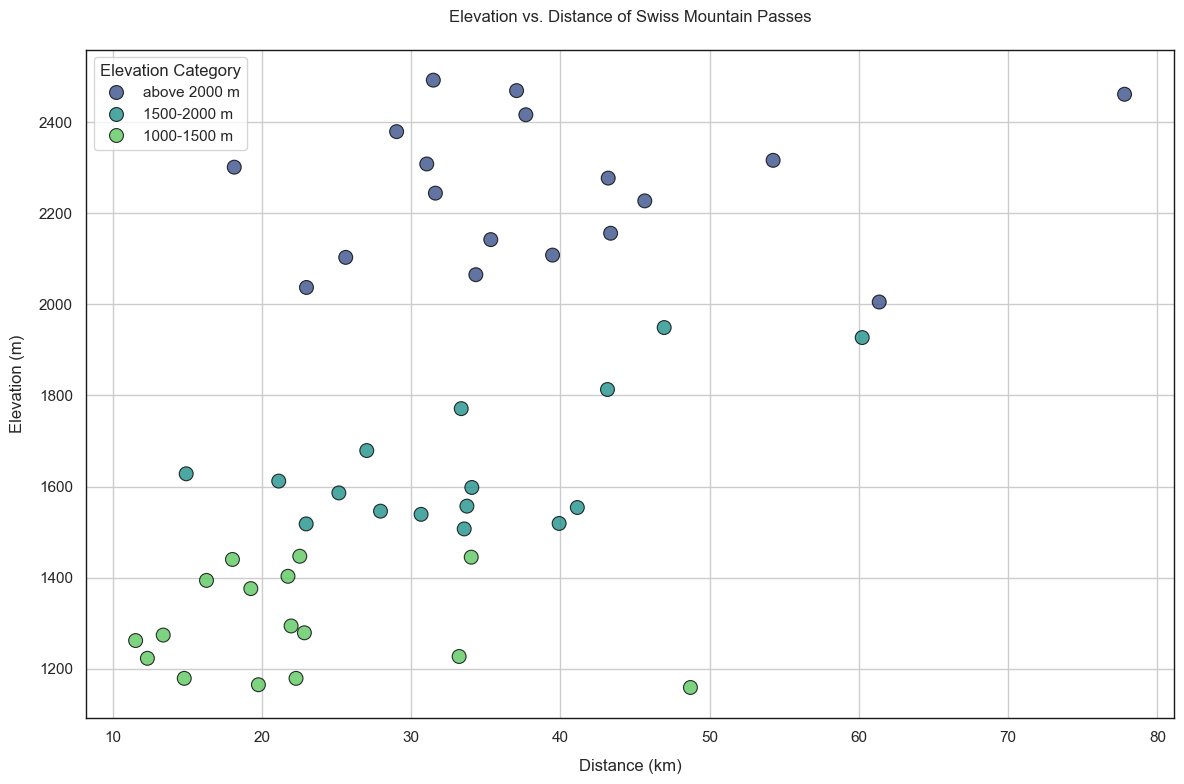 Elevation vs. Distance of Swiss Mountain Passes
Elevation Category
above 2000 m
1500-2000 m
1000-1500 m
2400
2200
2000
1800
1600
1400
1200
Elevation (m)
10 20 30 40 50 60 70 80
Distance (km)